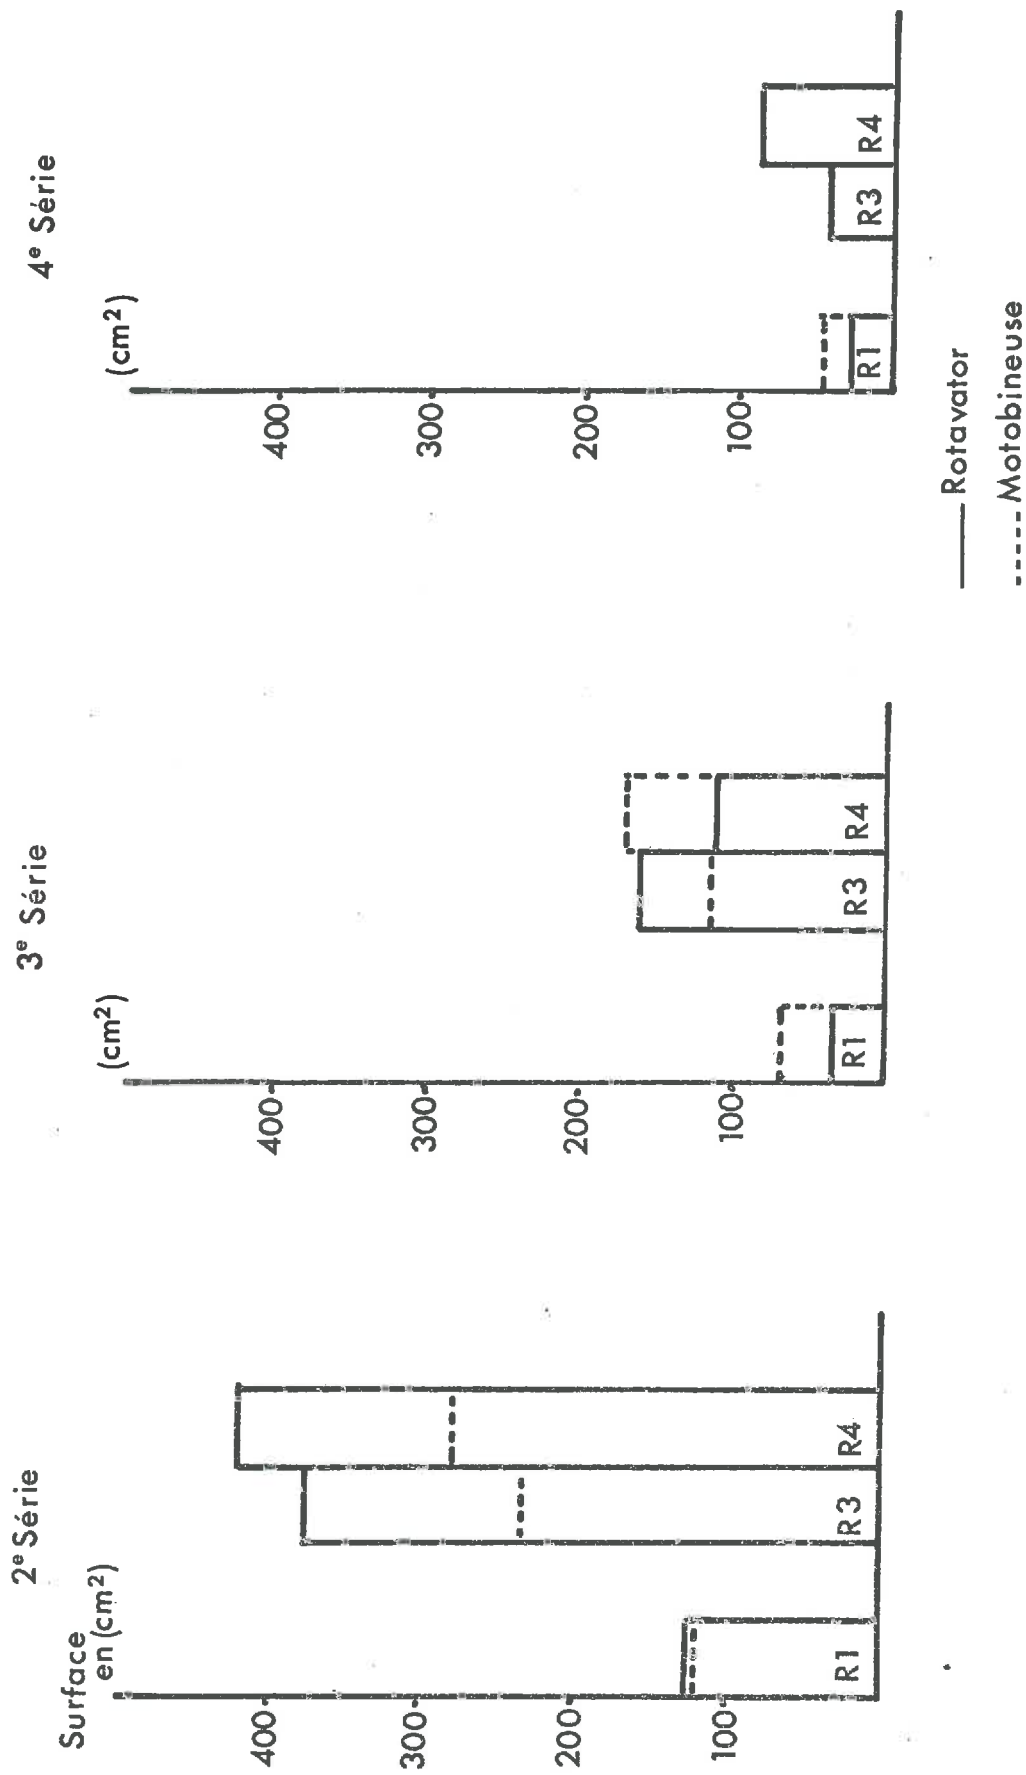 2e Série
Surface
en (cm²)
400
300
200
100
R1
R3
R4
3e Série
(cm²)
400
300
200
100
R1
R3
R4
4e Série
(cm²)
400
300
200
100
R1
R3
R4
Rotavator
Motobineuse